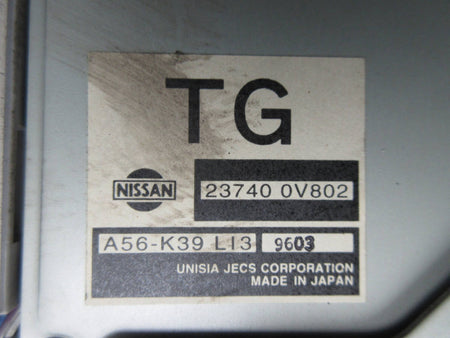 TG
NISSAN 23740 0V802
A56-K39 L13 9603
UNISIA JECS CORPORATION
MADE IN JAPAN